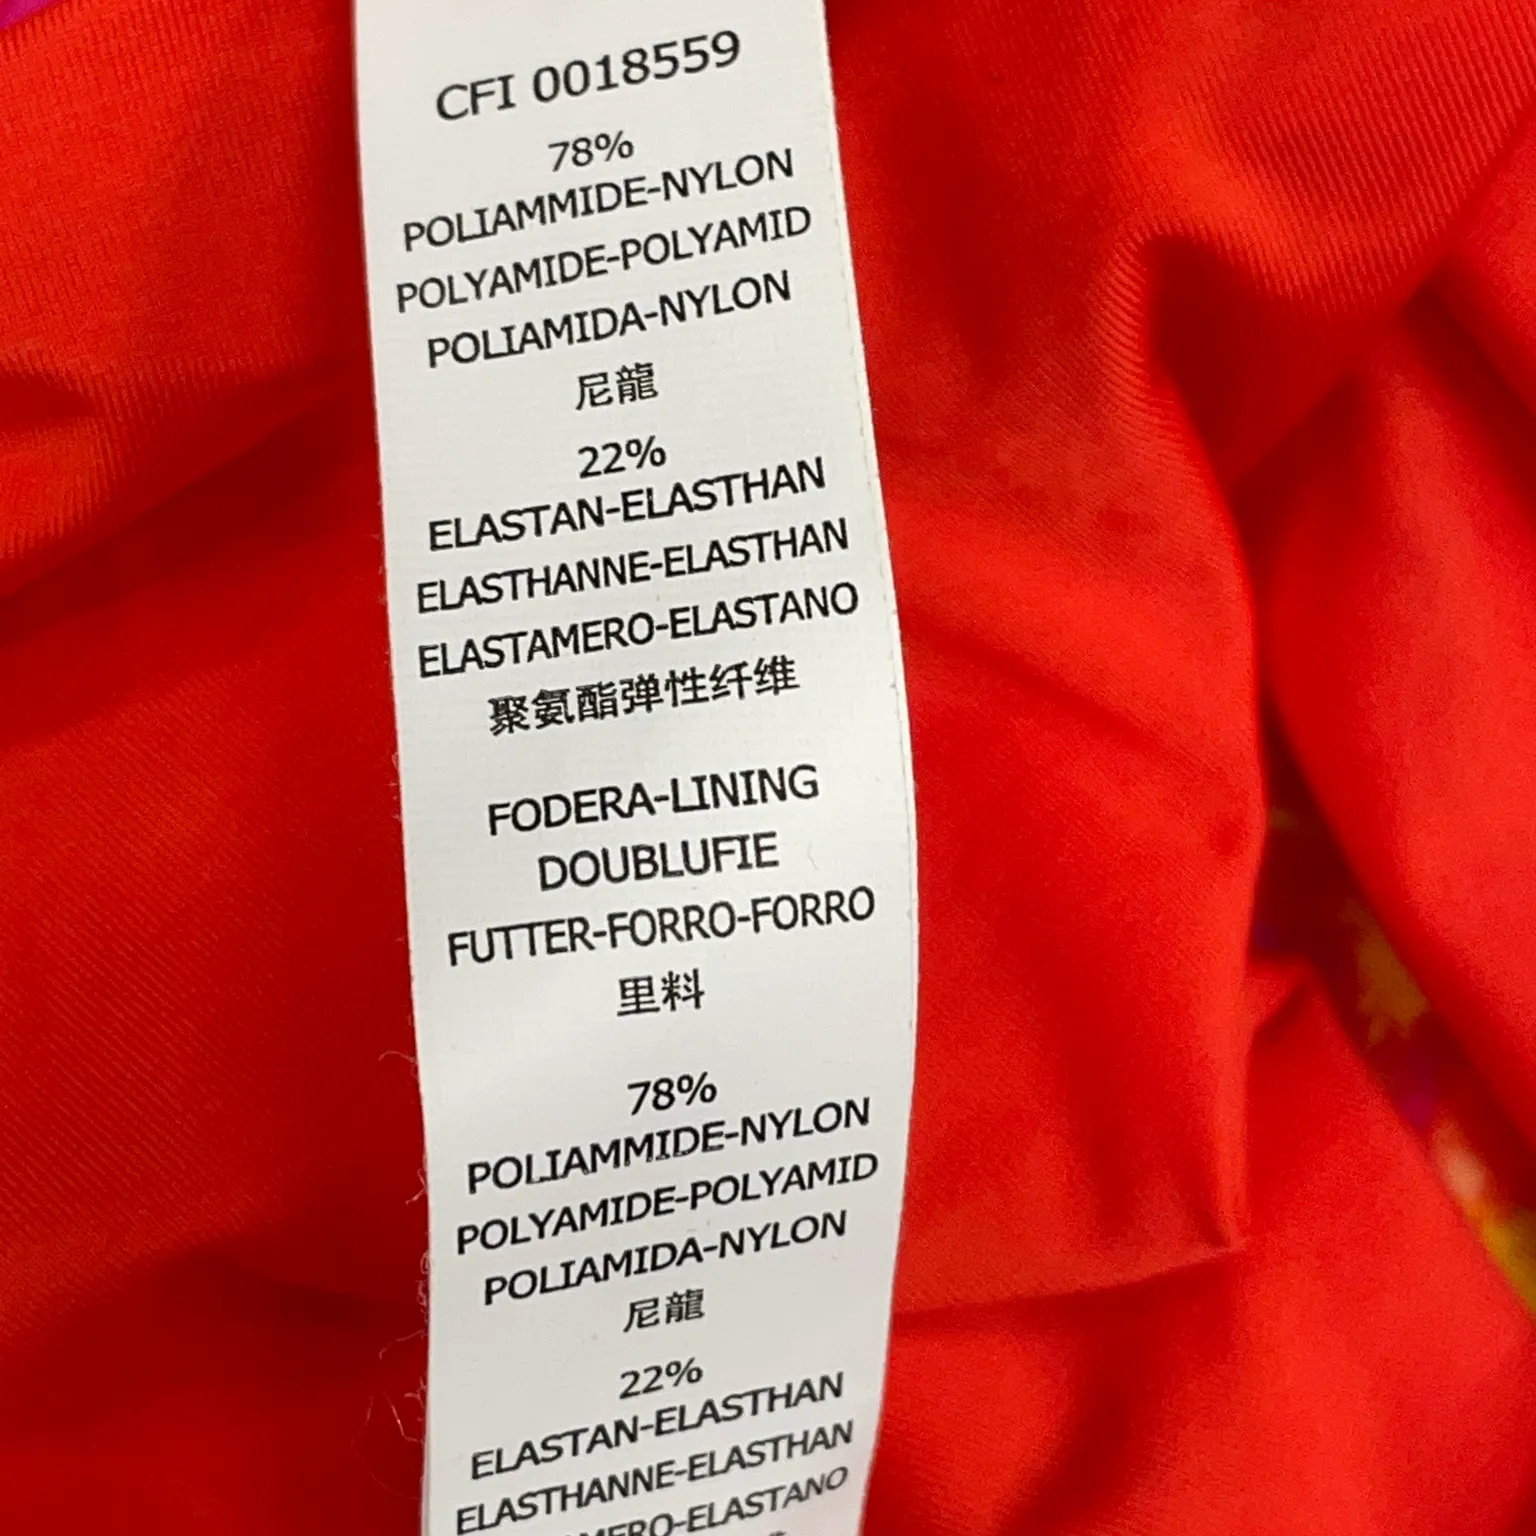 CFI 0018559
78%
POLIAMMIDE-NYLON
POLYAMIDE-POLYAMID
POLIAMIDA-NYLON
尼龍
22%
ELASTAN-ELASTHAN
ELASTHANNE-ELASTHAN
ELASTAMERO-ELASTANO
聚氨酯弹性纤维
FODERA-LINING
DOUBLUFIE
FUTTER-FORRO-FORRO
里料
78%
POLIAMMIDE-NYLON
POLYAMIDE-POLYAMID
POLIAMIDA-NYLON
尼龍
22%
ELASTAN-ELASTHAN
ELASTHANNE-ELASTHAN
AMERO-ELASTANO